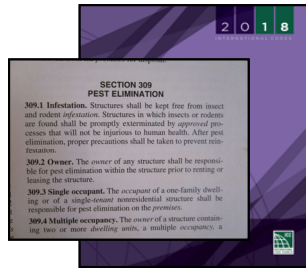 2018
INTERNATIONAL CODES
SECTION 309
PEST ELIMINATION
309.1 Infestation. Structures shall be kept free from insect
and rodent infestation. Structures in which insects or rodents
are found shall be promptly exterminated by approved pro-
cesses that will not be injurious to human health. After pest
elimination, proper precautions shall be taken to prevent rein-
festation.
309.2 Owner. The owner of any structure shall be responsi-
ble for pest elimination within the structure prior to renting or
leasing the structure.
309.3 Single occupant. The occupant of a one-family dwell-
ing or of a single-tenant nonresidential structure shall be
responsible for pest elimination on the premises.
309.4 Multiple occupancy. The owner of a structure contain-
ing two or more dwelling units, a multiple occupancy, a